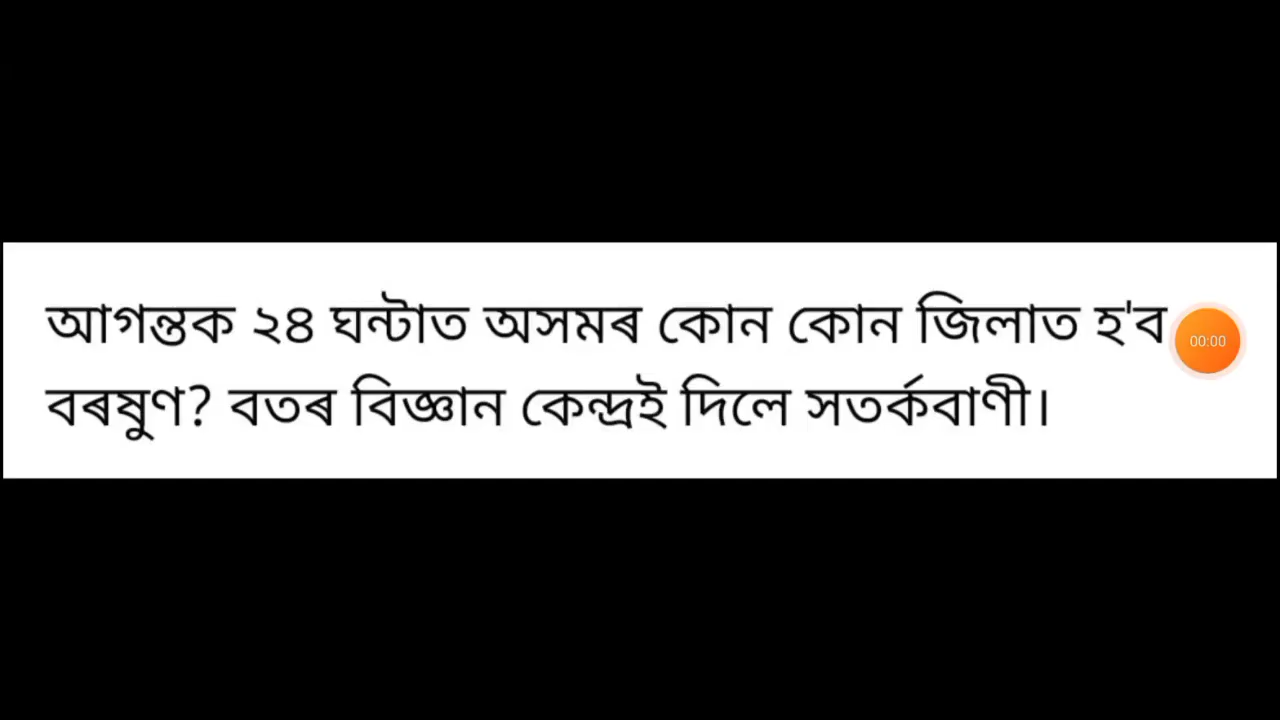 আগন্তক ২৪ ঘন্টাত অসমৰ কোন কোন জিলাত হ'ব
00:00
বৰষুণ? বতৰ বিজ্ঞান কেন্দ্ৰই দিলে সতৰ্কবাণী।